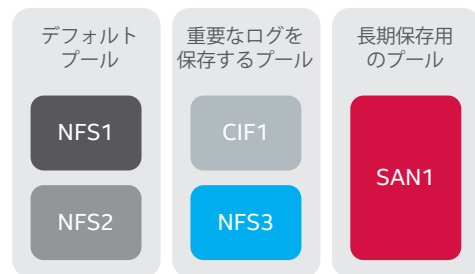 デフォルト
プール
NFS1
NFS2
重要なログを
保存するプール
CIF1
NFS3
長期保存用
のプール
SAN1